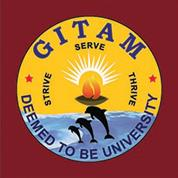 GITAM
STRIVE
SERVE
THRIVE
DEEMED TO BE UNIVERSITY